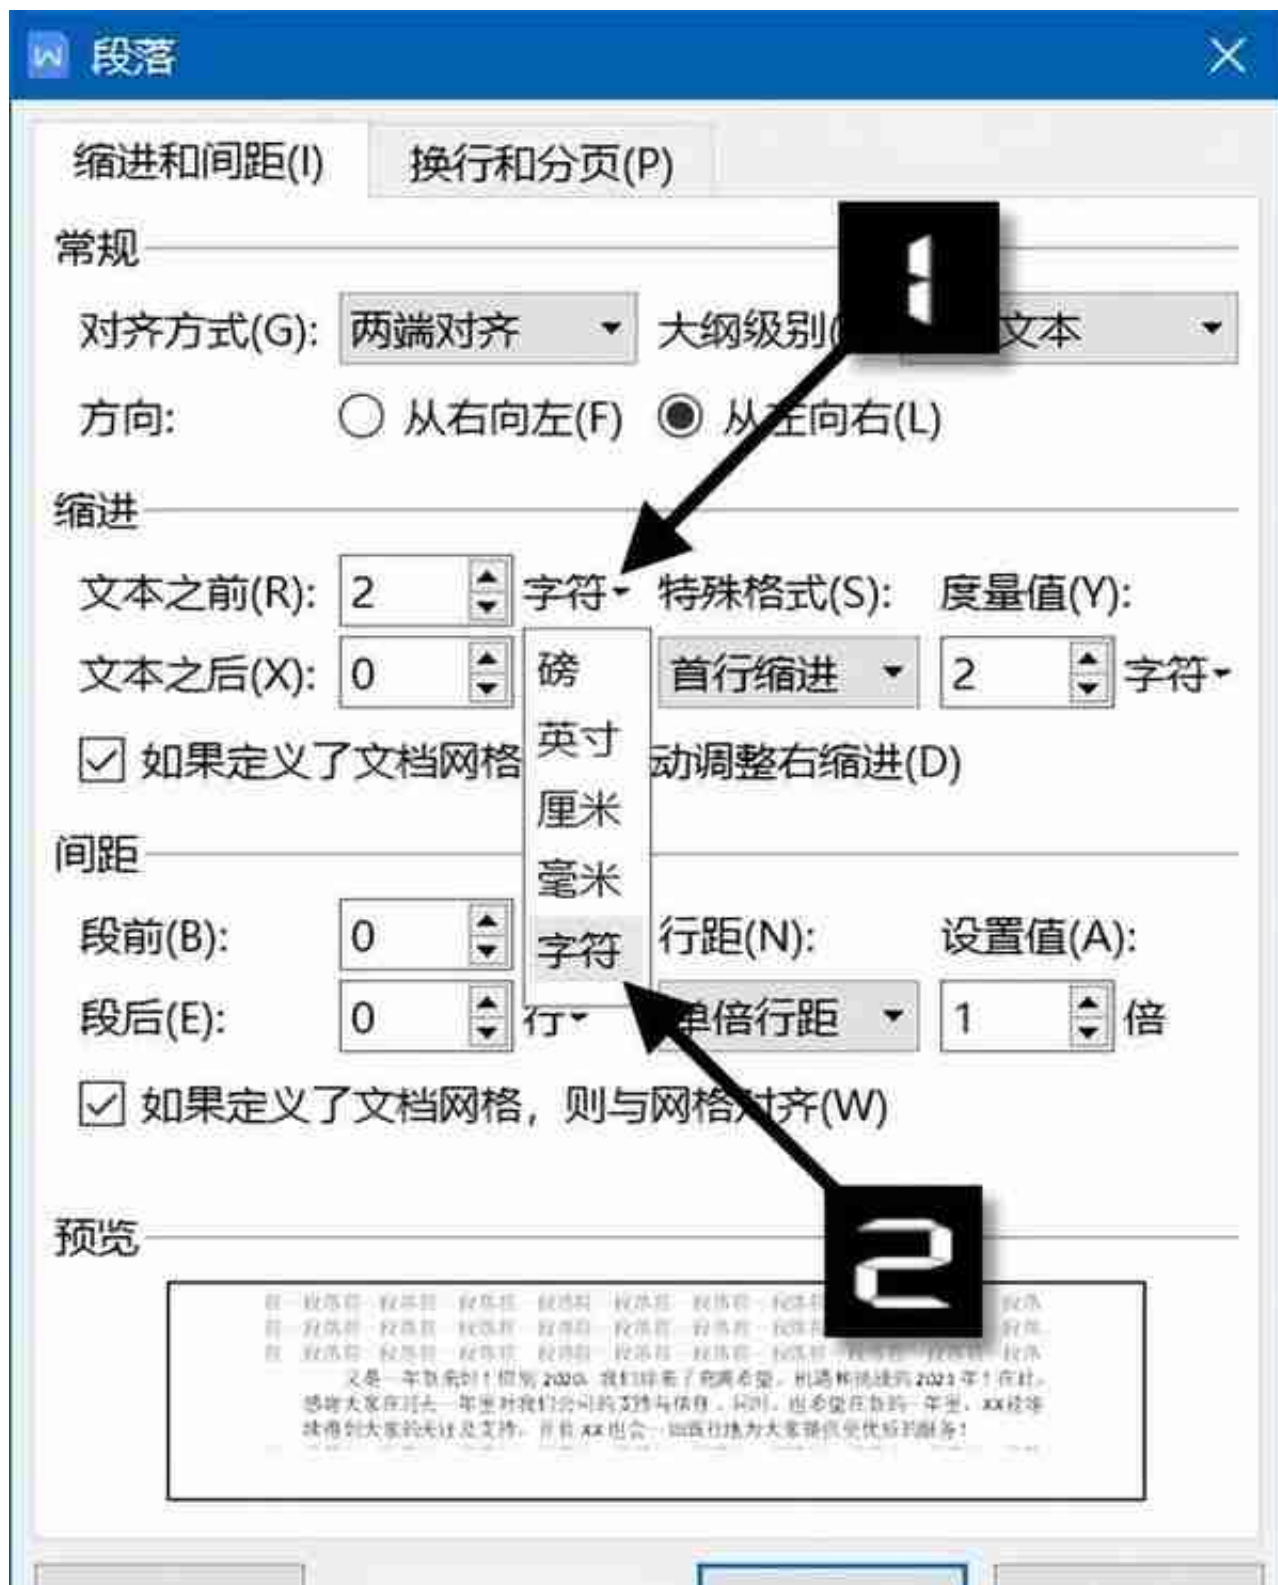 段落
缩进和间距(I) 换行和分页(P)
常规
对齐方式(G): 两端对齐 大纲级别( 文本
方向: 从右向左(F) 从左向右(L)
缩进
文本之前(R): 2 字符 特殊格式(S): 度量值(Y):
文本之后(X): 0 首行缩进 2 字符
磅
英寸
厘米
毫米
字符
如果定义了文档网格 动调整右缩进(D)
间距
段前(B): 0 行距(N): 设置值(A):
段后(E): 0 行 单倍行距 1 倍
如果定义了文档网格，则与网格对齐(W)
预览
1
2